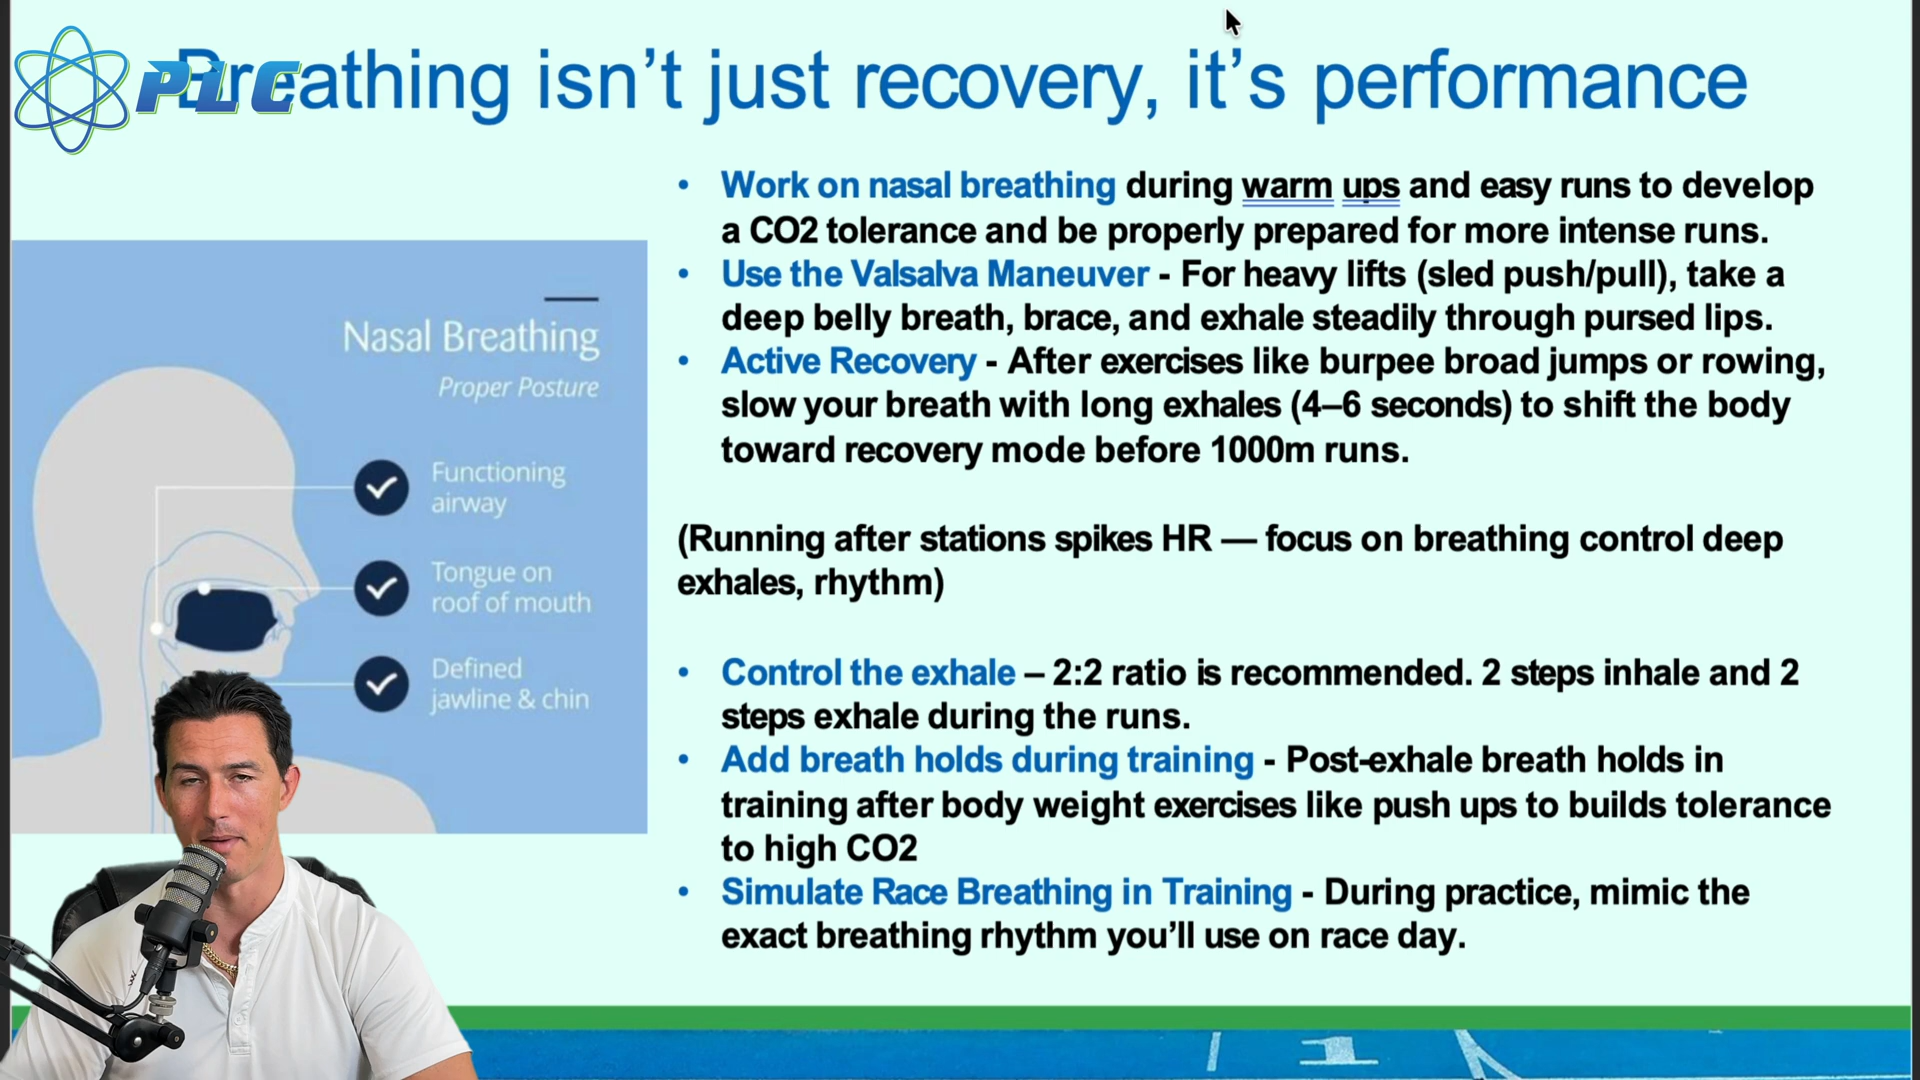 PLC
Breathing isn't just recovery, it's performance
• Work on nasal breathing during warm ups and easy runs to develop
a CO2 tolerance and be properly prepared for more intense runs.
• Use the Valsalva Maneuver - For heavy lifts (sled push/pull), take a
deep belly breath, brace, and exhale steadily through pursed lips.
• Active Recovery - After exercises like burpee broad jumps or rowing,
slow your breath with long exhales (4–6 seconds) to shift the body
toward recovery mode before 1000m runs.
(Running after stations spikes HR — focus on breathing control deep
exhales, rhythm)
• Control the exhale – 2:2 ratio is recommended. 2 steps inhale and 2
steps exhale during the runs.
• Add breath holds during training - Post-exhale breath holds in
training after body weight exercises like push ups to builds tolerance
to high CO2
• Simulate Race Breathing in Training - During practice, mimic the
exact breathing rhythm you'll use on race day.
Nasal Breathing
Proper Posture
Functioning
airway
Tongue on
roof of mouth
Defined
jawline & chin
1